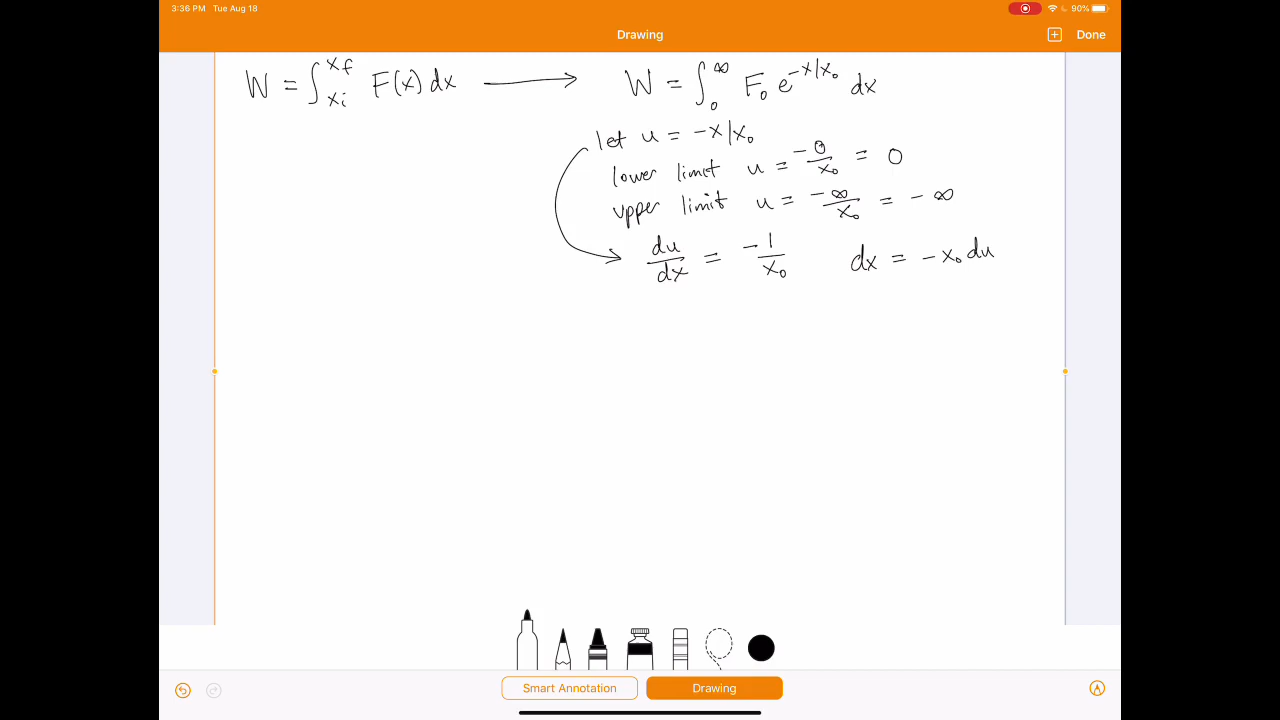 3:36 PM Tue Aug 18 90%
Drawing Done
W = ∫_{xi}^{xf} F(x) dx ⟶ W = ∫_0^∞ F₀ e^{-x/x₀} dx
let u = -x/x₀
lower limit u = -0/x₀ = 0
upper limit u = -∞/x₀ = -∞
du/dx = -1/x₀ dx = -x₀ du
Smart Annotation Drawing